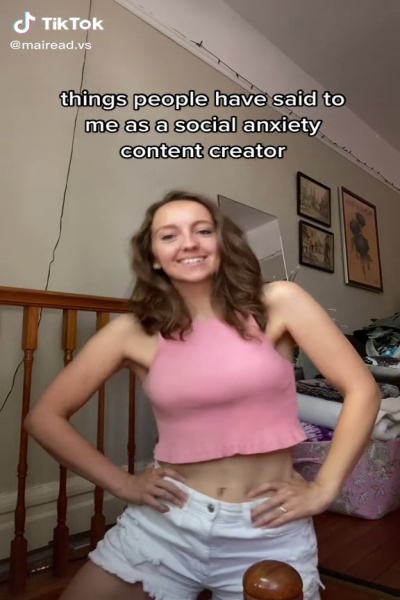 TikTok
@mairead.vs
things people have said to
me as a social anxiety
content creator